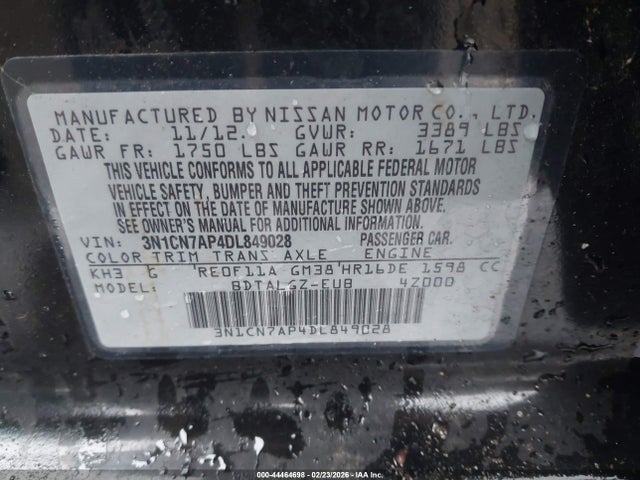 MANUFACTURED BY NISSAN MOTOR CO., LTD.
DATE: 11/12 GVWR: 3389 LBS
GAWR FR: 1750 LBS GAWR RR: 1671 LBS
THIS VEHICLE CONFORMS TO ALL APPLICABLE FEDERAL MOTOR
VEHICLE SAFETY, BUMPER AND THEFT PREVENTION STANDARDS
IN EFFECT ON THE DATE OF MANUFACTURE SHOWN ABOVE.
SEE OWNER'S MANUAL FOR ADDITIONAL INFORMATION.
VIN: 3N1CN7AP4DL849028 PASSENGER CAR.
COLOR TRIM TRANS AXLE ENGINE
KH3 G RE0F11A GM38 HR16DE 1598 CC
MODEL: BDTALGZ-EUB 4Z000
3N1CN7AP4DL849028
000-44464698 - 02/23/2026 - IAAI, Inc.